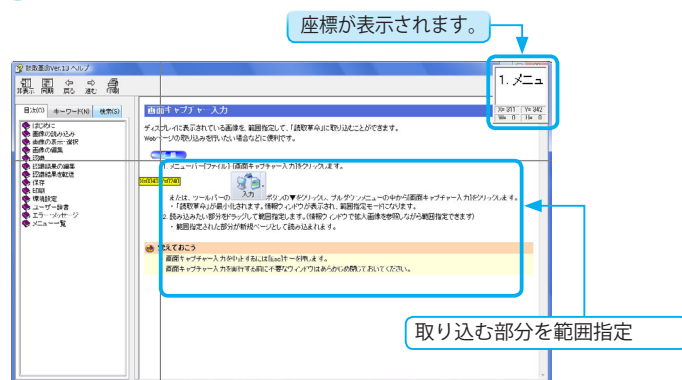 座標が表示されます。
読取革命Ver.13 ヘルプ
1. メニュ
非表示 同期 戻る 進む 印刷
X= 311 Y= 342
W= 0 H= 0
目次(C) キーワード(N) 検索(S)
画面キャプチャー入力
はじめに
画像の読み込み
画像の表示・選択
画像の編集
認識
認識結果の編集
認識結果転送
保存
印刷
環境設定
ユーザー辞書
エラーメッセージ
メニュー一覧
ディスプレイに表示されている画像を、範囲指定して、「読取革命」に取り込むことができます。
Webページの取り込みを行いたい場合などに便利です。
1. メニューバー[ファイル]-[画面キャプチャー入力]をクリックします。
X=0043 Y=0240
入力
または、ツールバーの ボタンの▼をクリックし、プルダウンメニューの中から[画面キャプチャー入力]をクリックします。
・「読取革命」が最小化されます。情報ウィンドウが表示され、範囲指定モードになります。
2. 読み込みたい部分をドラッグして範囲指定します。(情報ウィンドウで拡大画像を参照しながら範囲指定できます)
・範囲指定された部分が新規ページとして読み込まれます。
覚えておこう
画面キャプチャー入力を中止するには[Esc]キーを押します。
画面キャプチャー入力を実行する前に不要なウィンドウはあらかじめ閉じておいてください。
取り込む部分を範囲指定